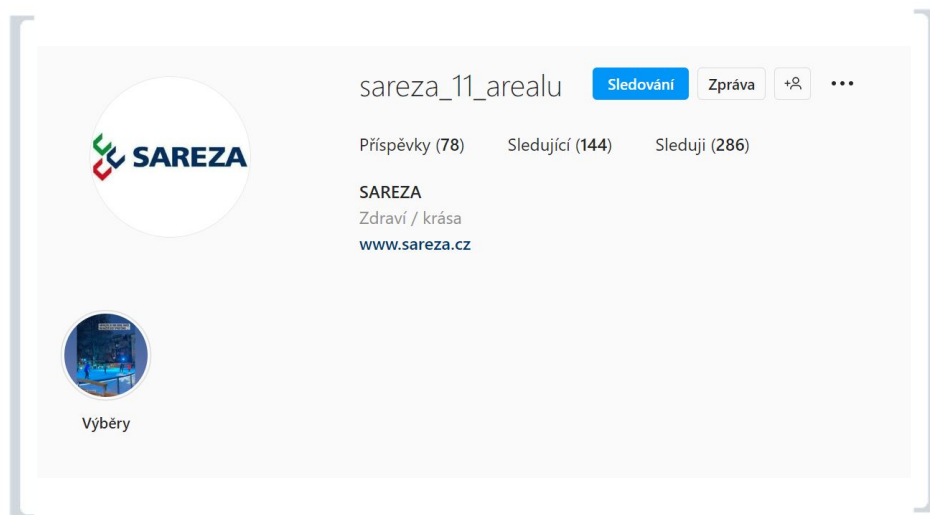 sareza_11_arealu Sledování Zpráva
Příspěvky (78) Sledující (144) Sleduji (286)
SAREZA
SAREZA
Zdraví / krása
www.sareza.cz
Výběry